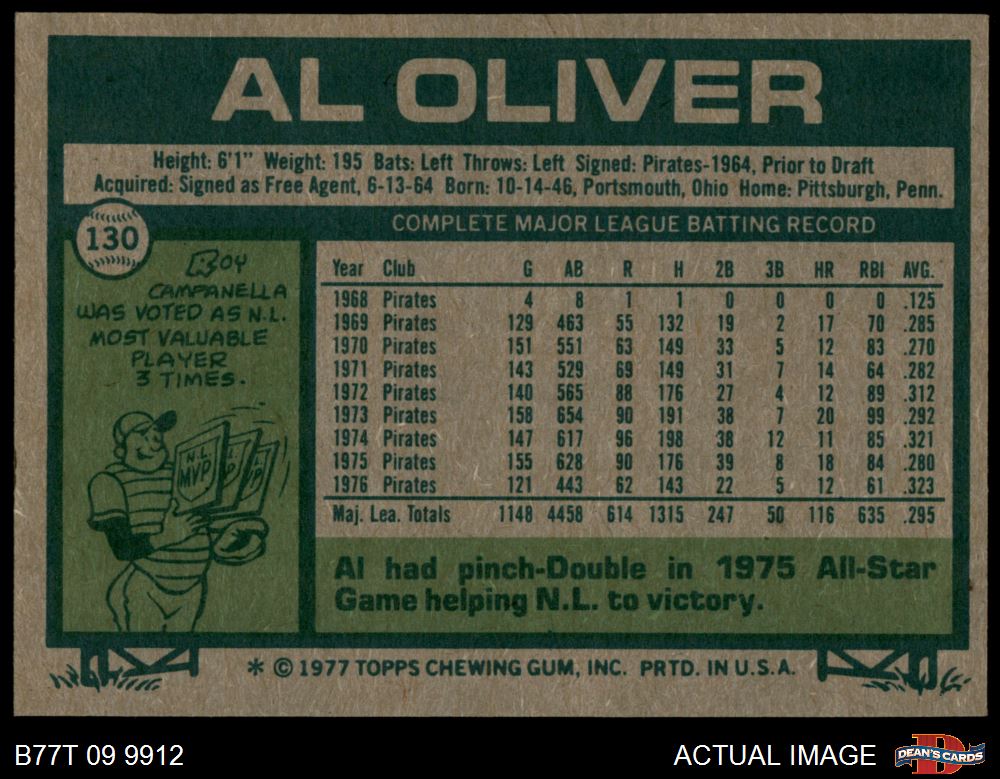 AL OLIVER
Height: 6'1" Weight: 195 Bats: Left Throws: Left Signed: Pirates-1964, Prior to Draft
Acquired: Signed as Free Agent, 6-13-64 Born: 10-14-46, Portsmouth, Ohio Home: Pittsburgh, Penn.
130
COMPLETE MAJOR LEAGUE BATTING RECORD
ROY
CAMPANELLA
WAS VOTED AS N.L.
MOST VALUABLE
PLAYER
3 TIMES.
N.L.
MVP
Year Club G AB R H 2B 3B HR RBI AVG.
1968 Pirates 4 8 1 1 0 0 0 0 .125
1969 Pirates 129 463 55 132 19 2 17 70 .285
1970 Pirates 151 551 63 149 33 5 12 83 .270
1971 Pirates 143 529 69 149 31 7 14 64 .282
1972 Pirates 140 565 88 176 27 4 12 89 .312
1973 Pirates 158 654 90 191 38 7 20 99 .292
1974 Pirates 147 617 96 198 38 12 11 85 .321
1975 Pirates 155 628 90 176 39 8 18 84 .280
1976 Pirates 121 443 62 143 22 5 12 61 .323
Maj. Lea. Totals 1148 4458 614 1315 247 50 116 635 .295
Al had pinch-Double in 1975 All-Star
Game helping N.L. to victory.
* © 1977 TOPPS CHEWING GUM, INC. PRTD. IN U.S.A.
B77T 09 9912
ACTUAL IMAGE
DEAN'S CARDS